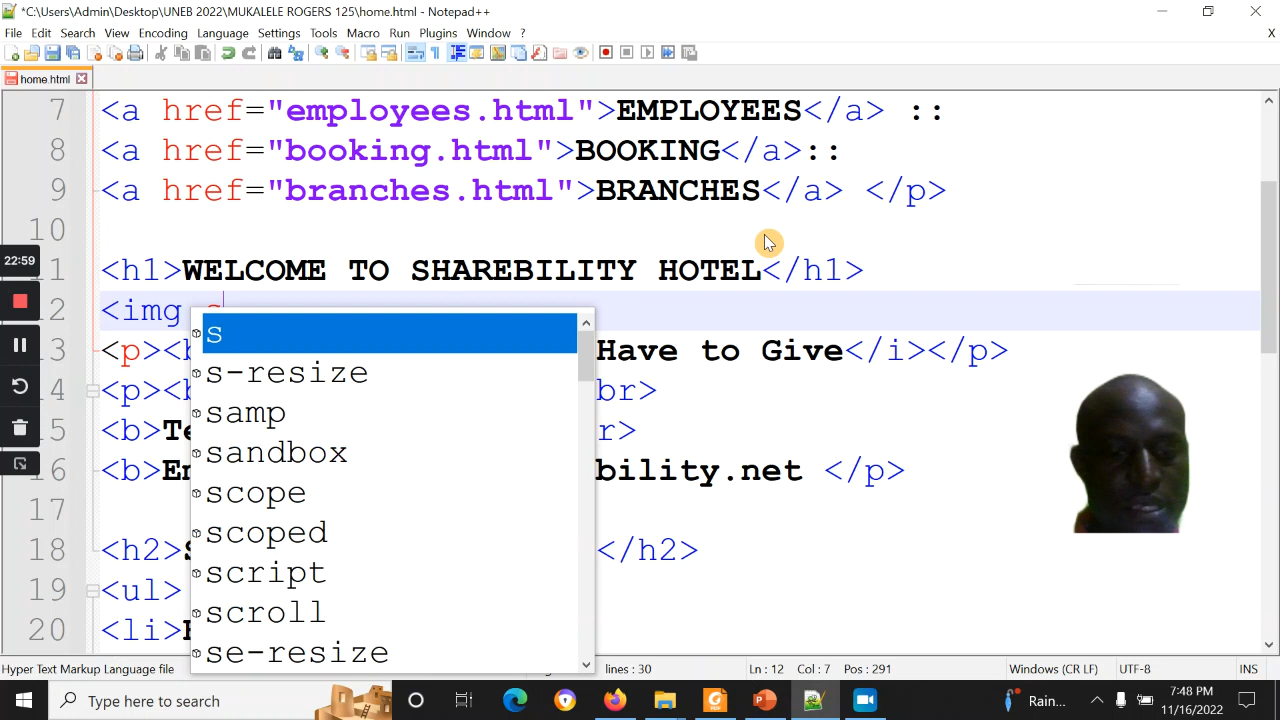 *C:\Users\Admin\Desktop\UNEB 2022\MUKALELE ROGERS 125\home.html - Notepad++
File Edit Search View Encoding Language Settings Tools Macro Run Plugins Window ? X
home.html
7 <a href="employees.html">EMPLOYEES</a> ::
8 <a href="booking.html">BOOKING</a>::
9 <a href="branches.html">BRANCHES</a> </p>
10
22:59
11 <h1>WELCOME TO SHAREBILITY HOTEL</h1>
12 <img s
s
3 <p><b Have to Give</i></p>
s-resize
4 <p><b br>
samp
5 <b>Te r>
sandbox
6 <b>Em bility.net </p>
scope
17
scoped
18 <h2>S </h2>
script
19 <ul>
scroll
20 <li>
se-resize
Hyper Text Markup Language file lines : 30 Ln : 12 Col : 7 Pos : 291 Windows (CR LF) UTF-8 INS
Type here to search Rain... 7:48 PM
11/16/2022